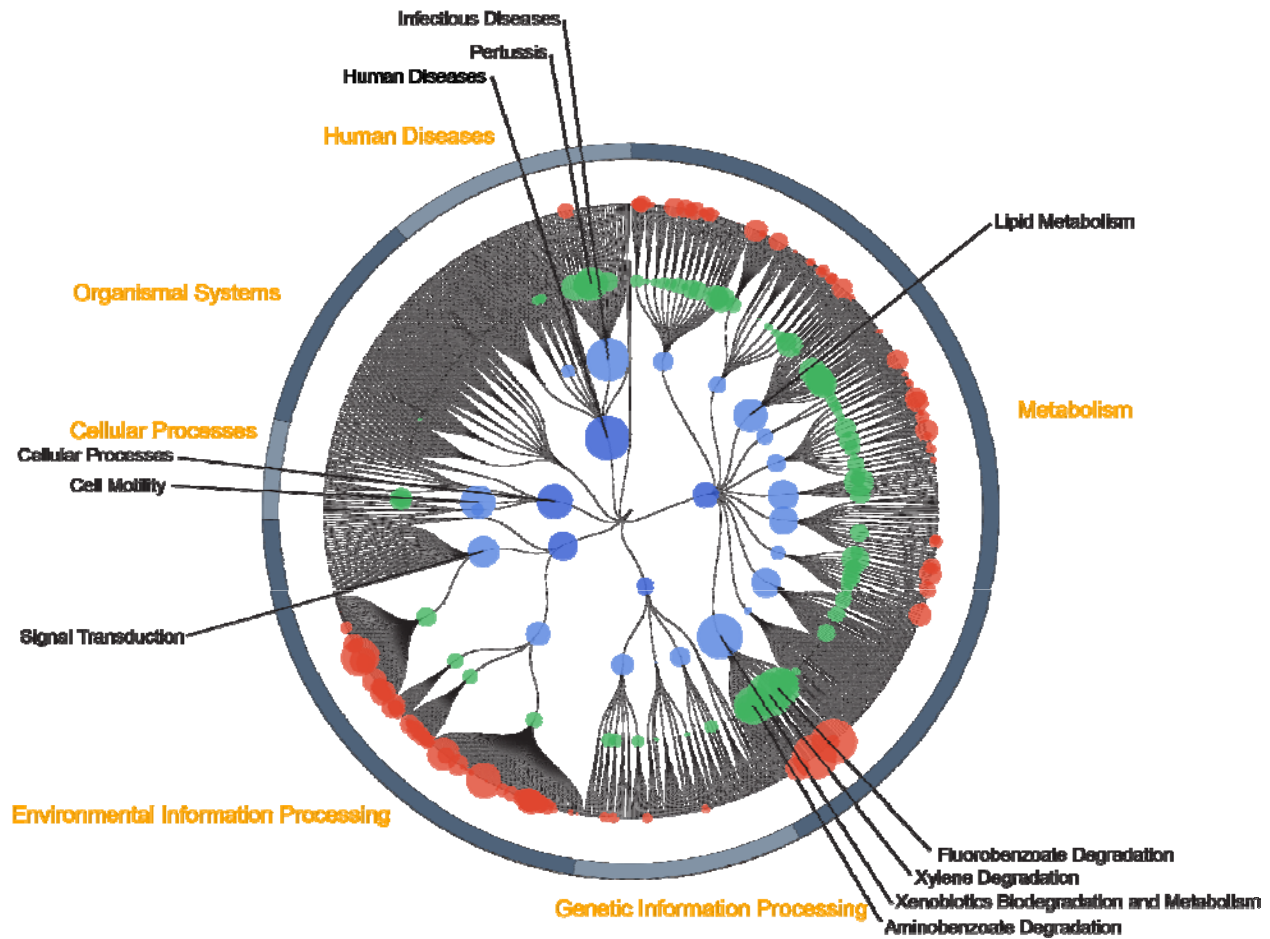 Infectious Diseases
Pertussis
Human Diseases
Human Diseases
Lipid Metabolism
Organismal Systems
Metabolism
Cellular Processes
Cellular Processes
Cell Motility
Signal Transduction
Environmental Information Processing
Fluorobenzoate Degradation
Xylene Degradation
Xenobiotics Biodegradation and Metabolism
Genetic Information Processing
Aminobenzoate Degradation